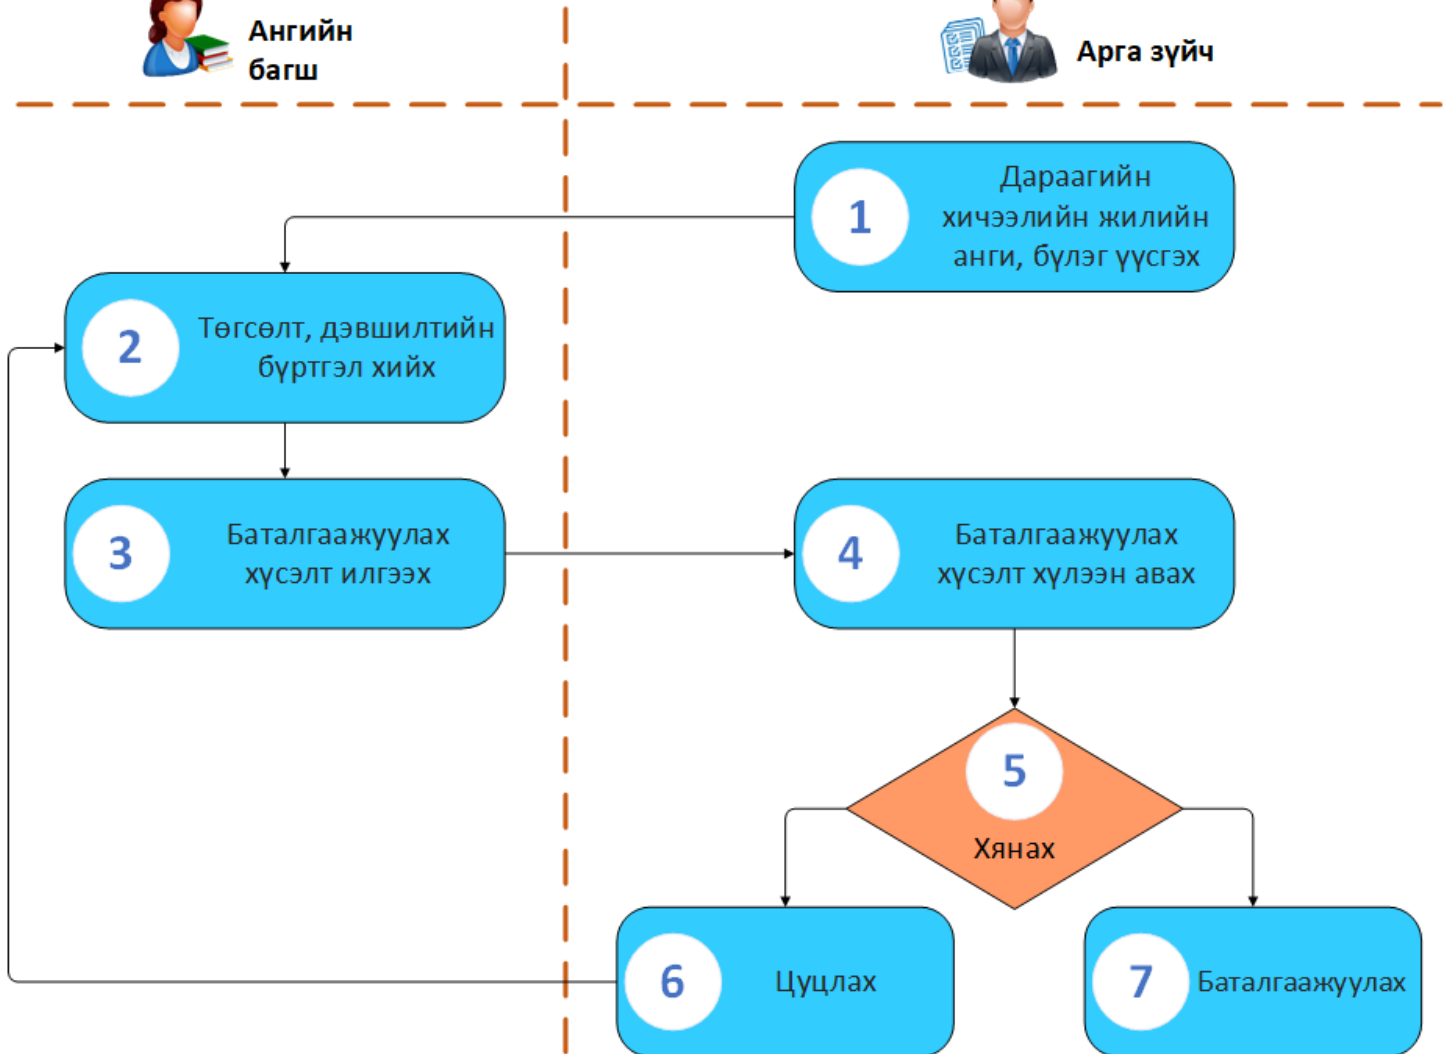 Ангийн
багш
Арга зүйч
1
Дараагийн
хичээлийн жилийн
анги, бүлэг үүсгэх
2
Төгсөлт, дэвшилтийн
бүртгэл хийх
3
Баталгаажуулах
хүсэлт илгээх
4
Баталгаажуулах
хүсэлт хүлээн авах
5
Хянах
6
Цуцлах
7
Баталгаажуулах